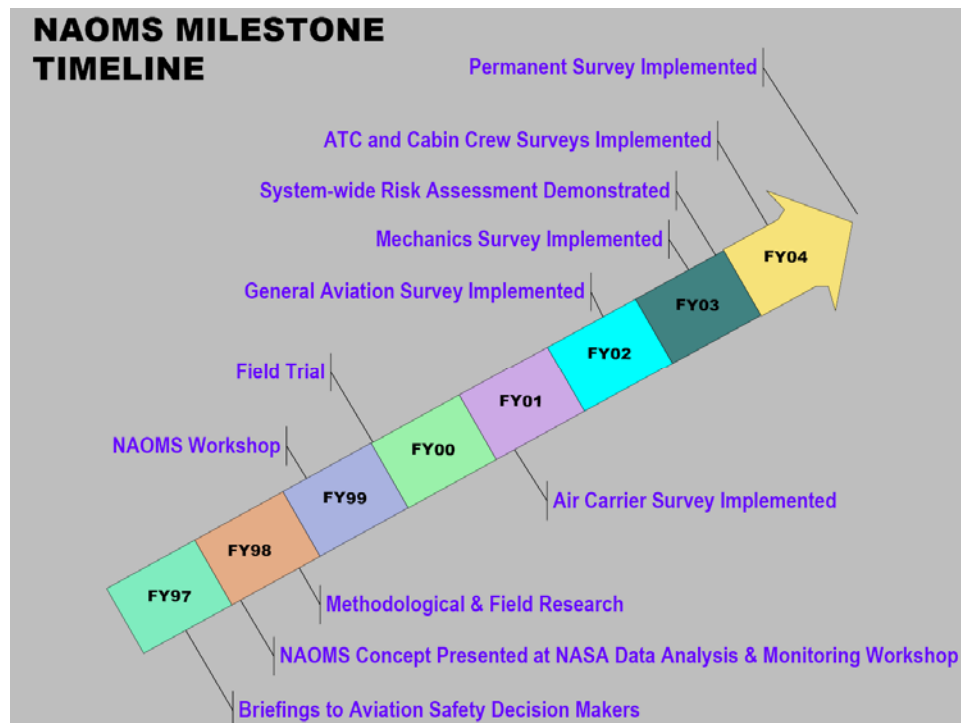 NAOMS MILESTONE
TIMELINE
Permanent Survey Implemented
ATC and Cabin Crew Surveys Implemented
System-wide Risk Assessment Demonstrated
Mechanics Survey Implemented
General Aviation Survey Implemented
Field Trial
NAOMS Workshop
FY04
FY03
FY02
FY01
FY00
FY99
FY98
FY97
Air Carrier Survey Implemented
Methodological & Field Research
NAOMS Concept Presented at NASA Data Analysis & Monitoring Workshop
Briefings to Aviation Safety Decision Makers